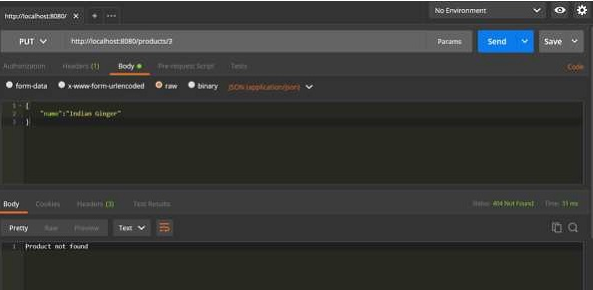 http://localhost:8080/ × + ··· No Environment
PUT http://localhost:8080/products/3 Params Send Save
Authorization Headers (1) Body Pre-request Script Tests Code
form-data x-www-form-urlencoded raw binary JSON (application/json)
1 {
2 "name":"Indian Ginger"
3 }
Body Cookies Headers (3) Test Results Status: 404 Not Found Time: 31 ms
Pretty Raw Preview Text
1 Product not found